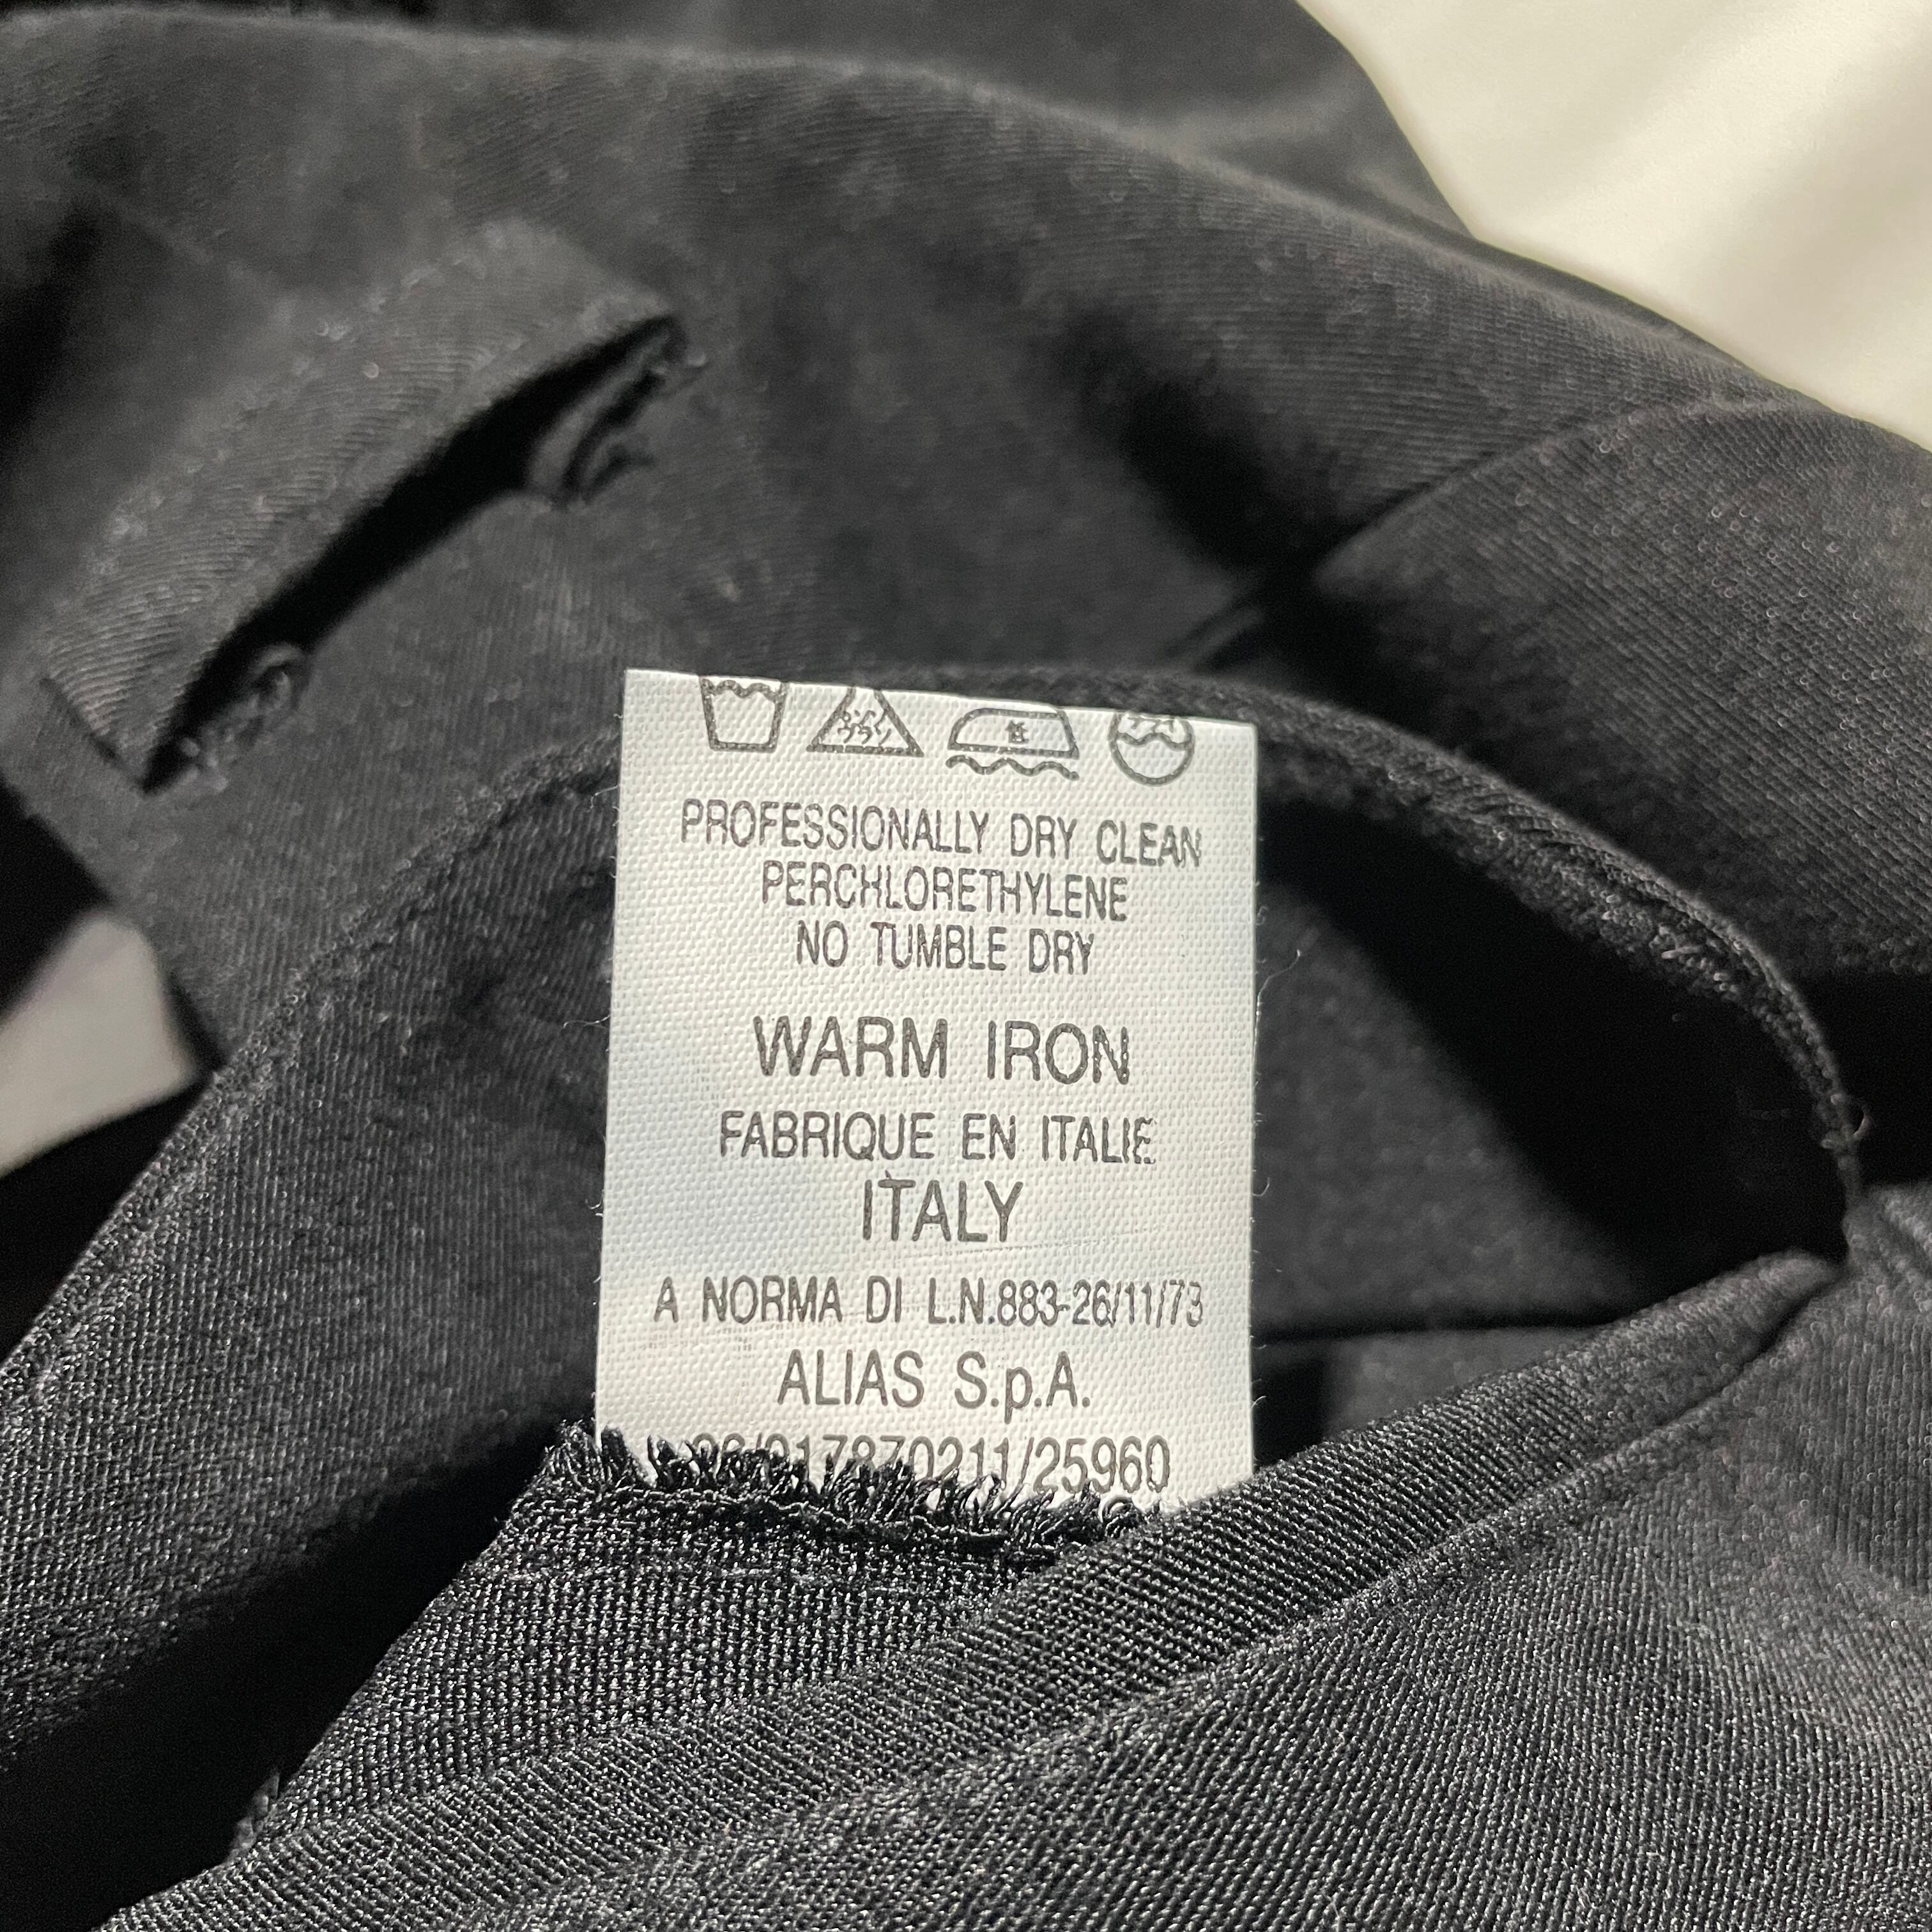 低
PROFESSIONALLY DRY CLEAN
PERCHLORETHYLENE
NO TUMBLE DRY
WARM IRON
FABRIQUE EN ITALIE
ITALY
A NORMA DI L.N.883-26/11/73
ALIAS S.p.A.